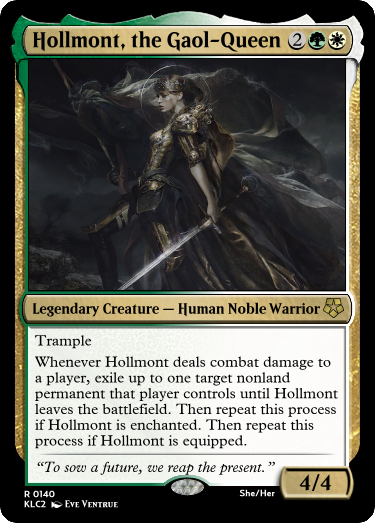 Hollmont, the Gaol-Queen 2
Legendary Creature — Human Noble Warrior
Trample
Whenever Hollmont deals combat damage to
a player, exile up to one target nonland
permanent that player controls until Hollmont
leaves the battlefield. Then repeat this process
if Hollmont is enchanted. Then repeat this
process if Hollmont is equipped.
“To sow a future, we reap the present.”
4/4
R 0140
She/Her
KLC2 Eve Ventrue